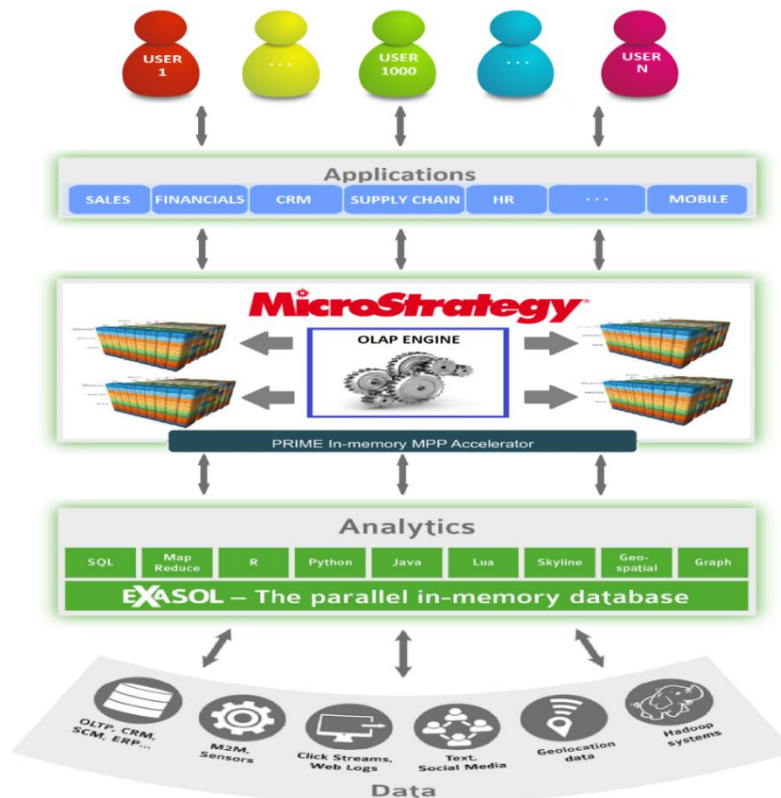 USER
1
...
USER
1000
...
USER
N
Applications
SALES
FINANCIALS
CRM
SUPPLY CHAIN
HR
...
MOBILE
MicroStrategy
OLAP ENGINE
PRIME In-memory MPP Accelerator
Analytics
SQL
Map
Reduce
R
Python
Java
Lua
Skyline
Geo-
spatial
Graph
EXASOL – The parallel in-memory database
OLTP, CRM,
SCM, ERP...
M2M,
Sensors
Click Streams,
Web Logs
Text,
Social Media
Geolocation
data
Hadoop
systems
Data